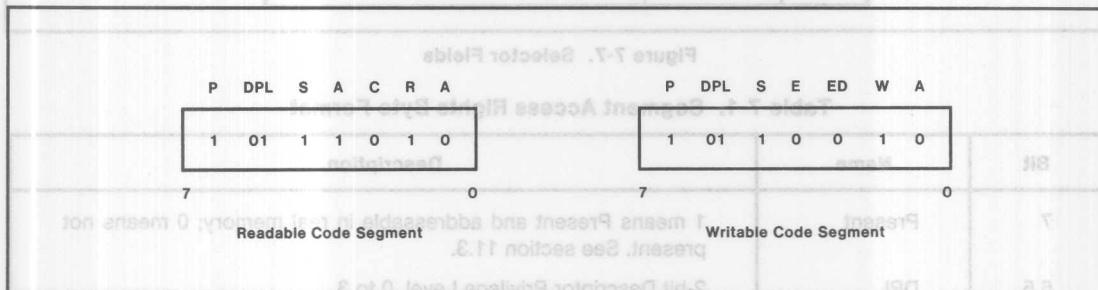 Figure 7-7. Selector Fields
P DPL S A C R A
P DPL S E ED W A
Table 7-1. Segment Access Rights Byte Format
1 01 1 1 0 1 0
1 01 1 0 0 1 0
Bit Name Description
7 0
7 0
7 Present 1 means Present and addressable in real memory; 0 means not
Readable Code Segment
Writable Code Segment
present. See section 11.3.
6,5 DPL 2-bit Descriptor Privilege Level, 0 to 3.